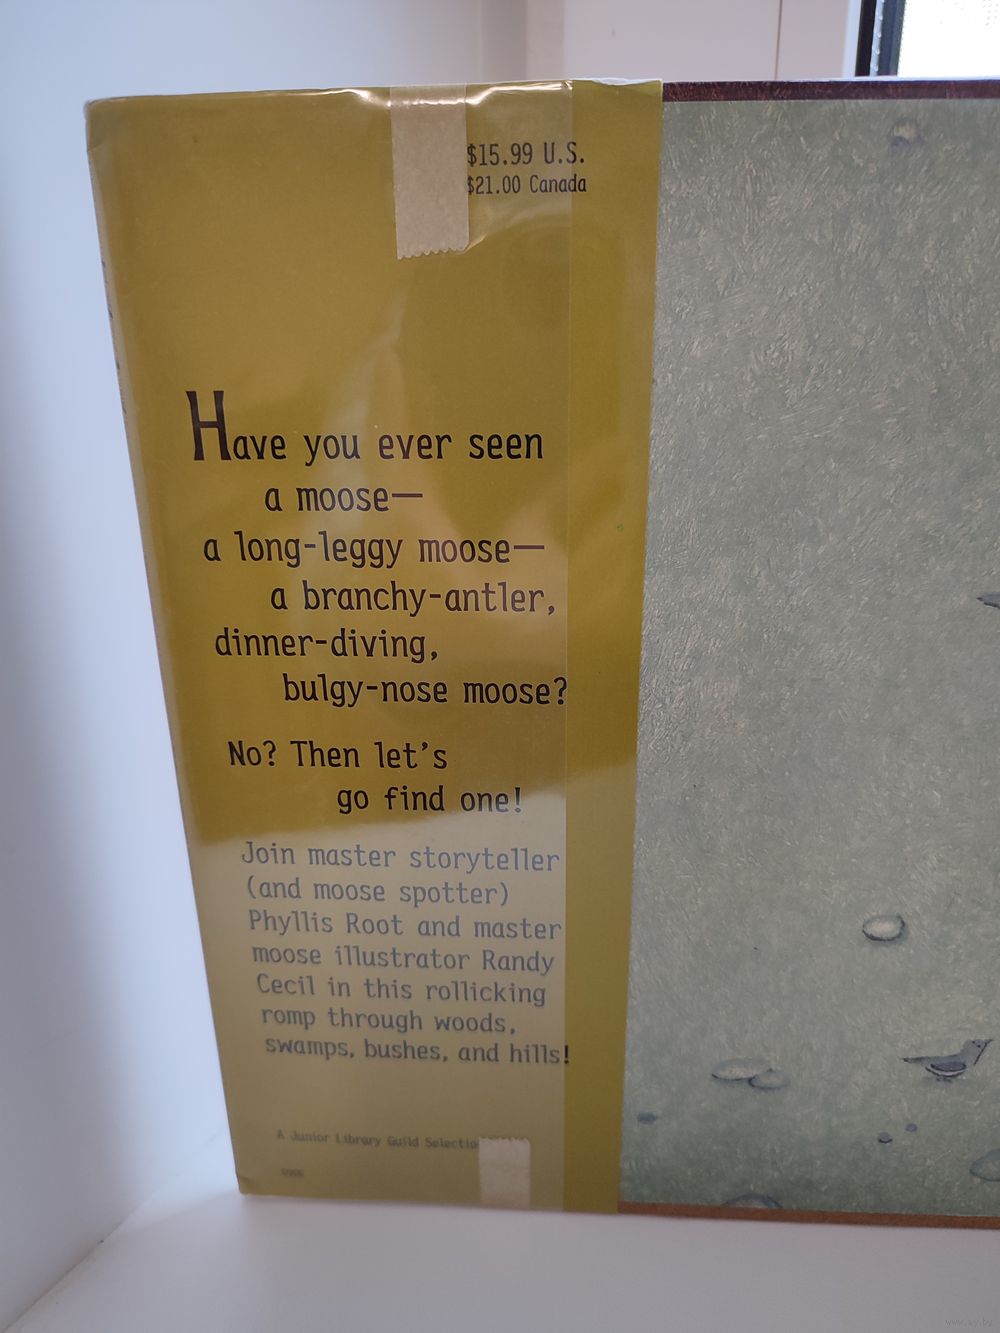 $15.99 U.S.
$21.00 Canada
Have you ever seen
a moose—
a long-leggy moose—
a branchy-antler,
dinner-diving,
bulgy-nose moose?
No? Then let's
go find one!
Join master storyteller
(and moose spotter)
Phyllis Root and master
moose illustrator Randy
Cecil in this rollicking
romp through woods,
swamps, bushes, and hills!
A Junior Library Guild